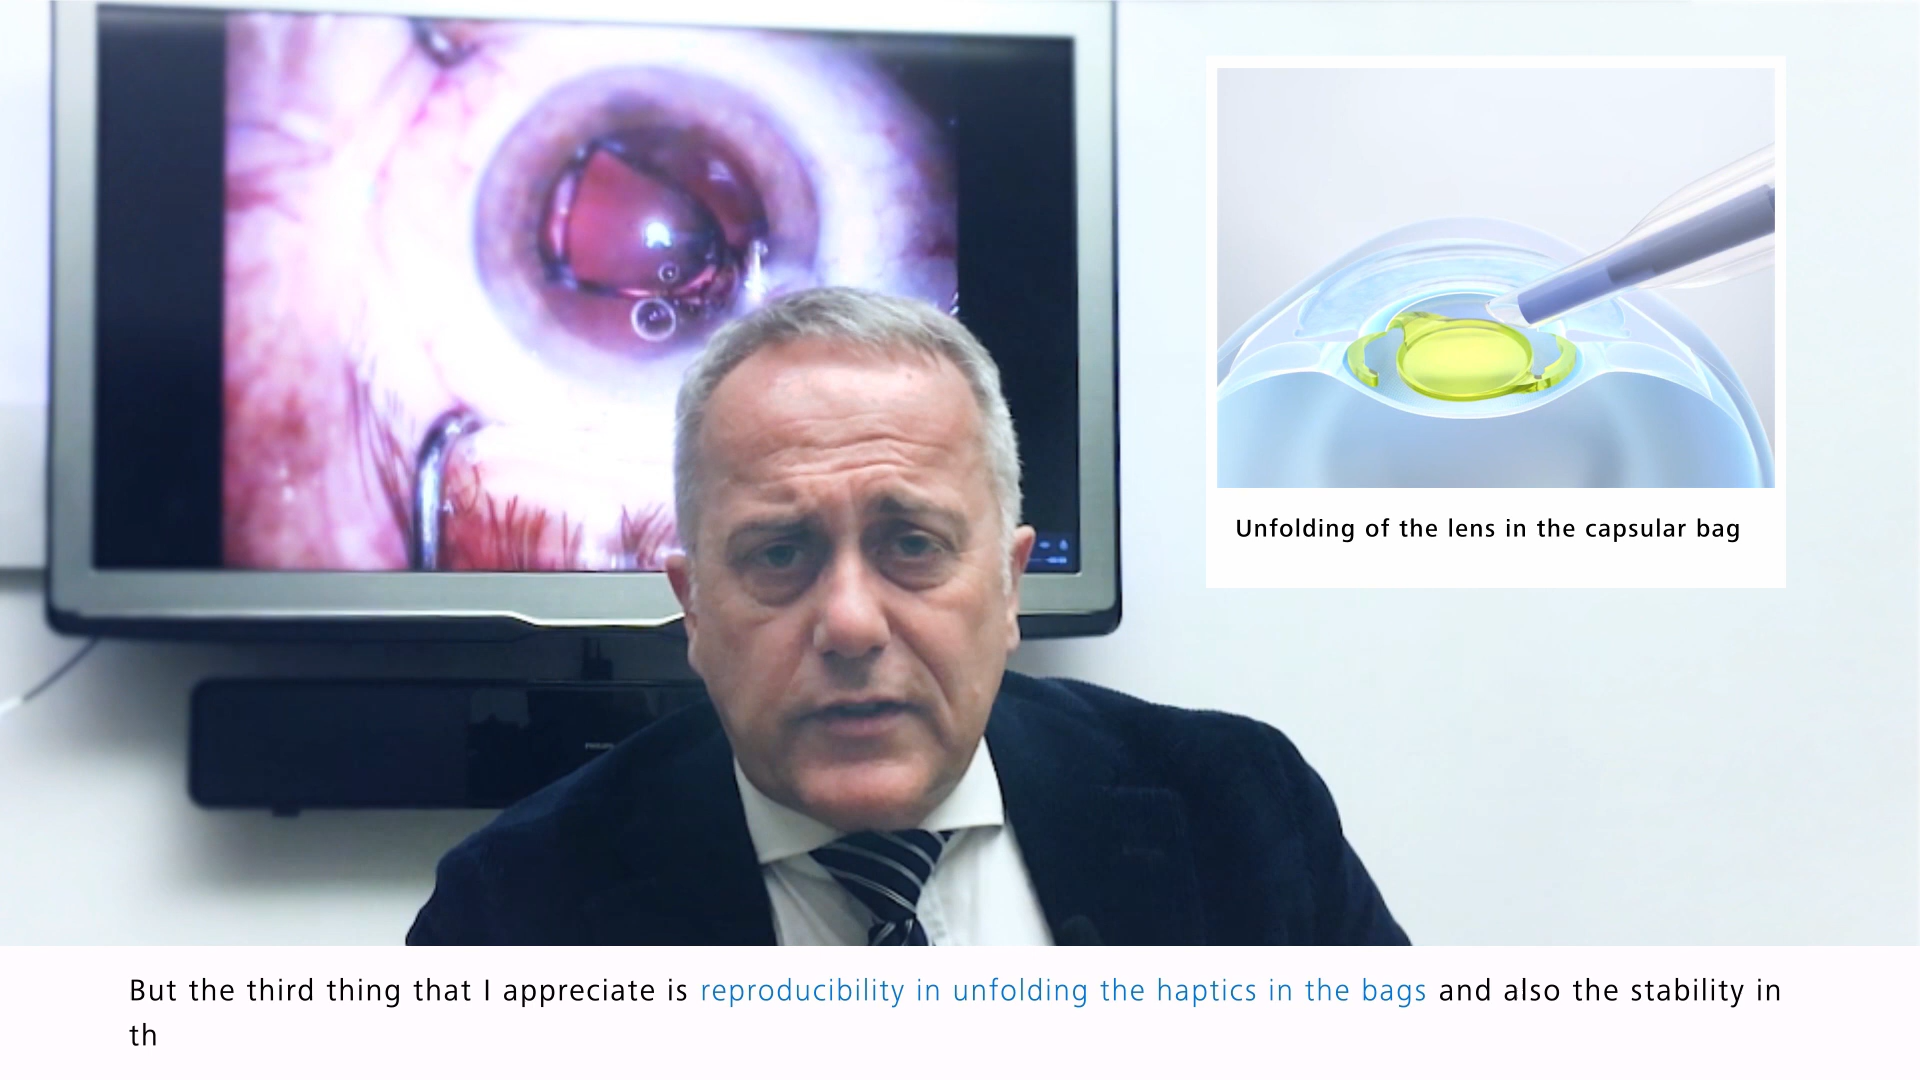 Unfolding of the lens in the capsular bag
But the third thing that I appreciate is reproducibility in unfolding the haptics in the bags and also the stability in
th